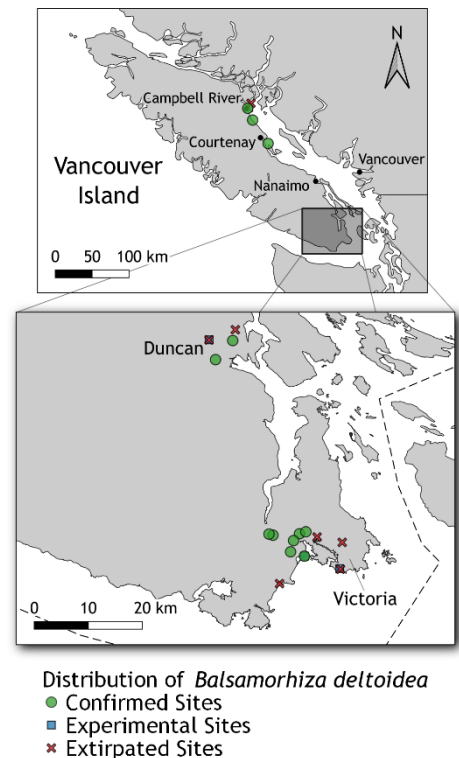 Campbell River
Courtenay
Vancouver
Vancouver
Island
Nanaimo
0 50 100 km
Duncan
Victoria
0 10 20 km
Distribution of Balsamorhiza deltoidea
Confirmed Sites
Experimental Sites
Extirpated Sites